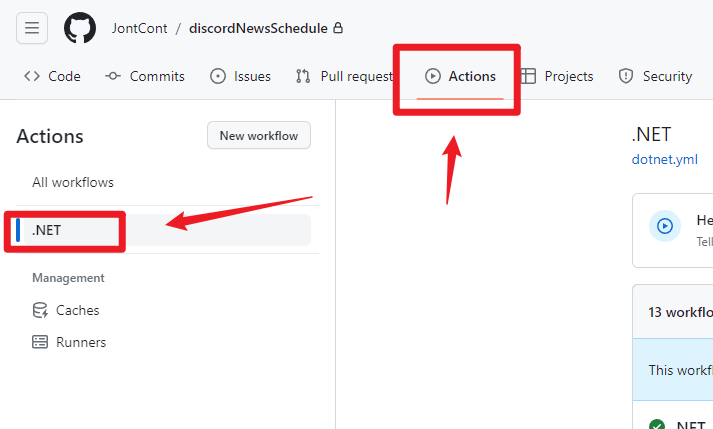 JontCont / discordNewsSchedule
Code Commits Issues Pull request Actions Projects Security
Actions
New workflow
All workflows
.NET
Management
Caches
Runners
.NET
dotnet.yml
He
Tell
13 workflo
This workf
.NET